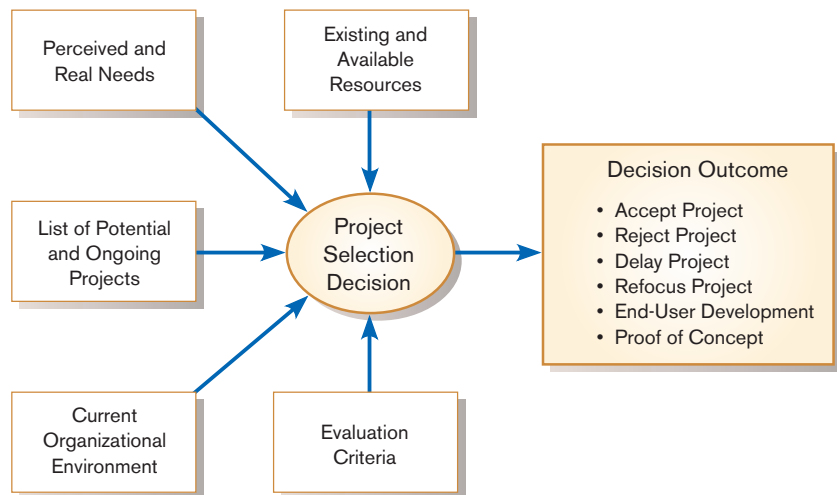 Perceived and
Real Needs
Existing and
Available
Resources
List of Potential
and Ongoing
Projects
Project
Selection
Decision
Current
Organizational
Environment
Evaluation
Criteria
Decision Outcome
• Accept Project
• Reject Project
• Delay Project
• Refocus Project
• End-User Development
• Proof of Concept